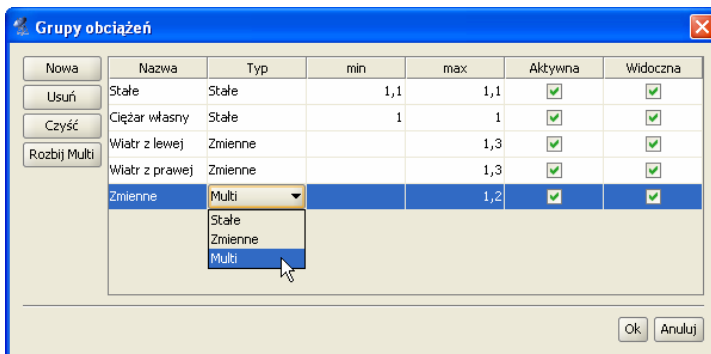 Grupy obciążeń
Nowa
Usuń
Czyść
Rozbij Multi
Nazwa Typ min max Aktywna Widoczna
Stałe Stałe 1,1 1,1
Ciężar własny Stałe 1 1
Wiatr z lewej Zmienne 1,3
Wiatr z prawej Zmienne 1,3
Zmienne Multi 1,2
Stałe
Zmienne
Multi
Ok Anuluj